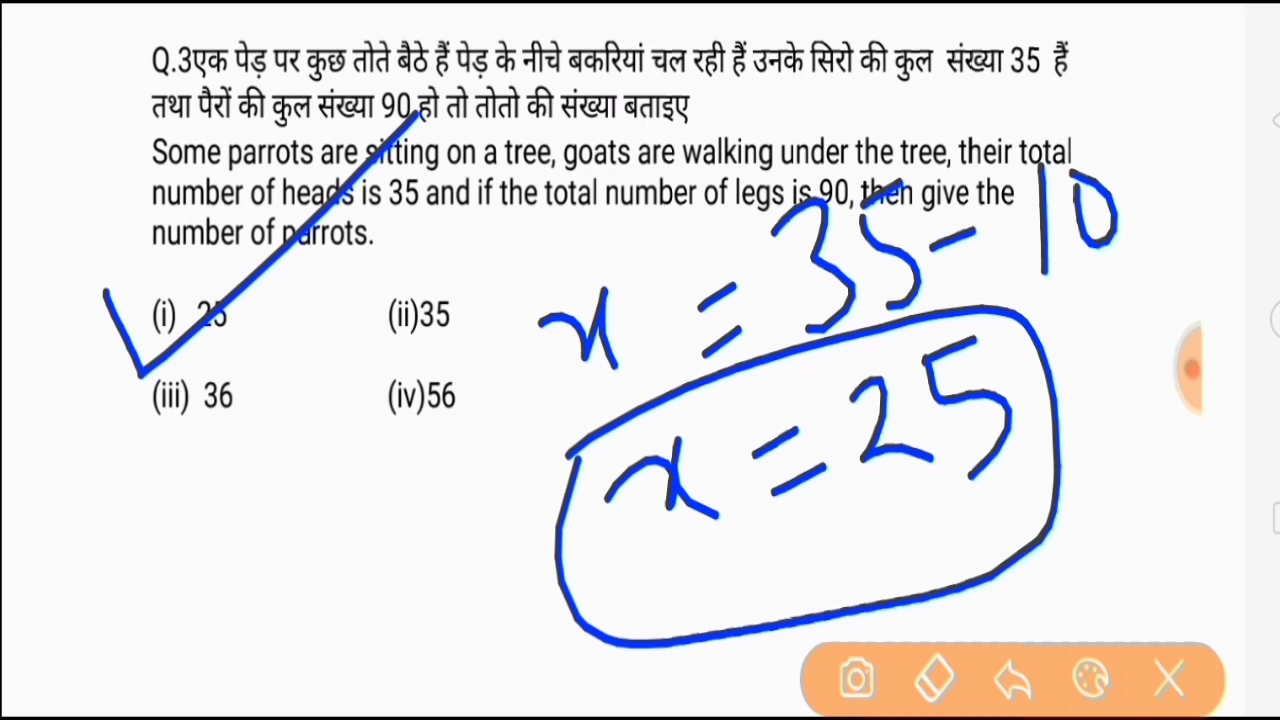 Q.3एक पेड़ पर कुछ तोते बैठे हैं पेड़ के नीचे बकरियां चल रही हैं उनके सिरो की कुल संख्या 35 हैं
तथा पैरों की कुल संख्या 90 हो तो तोतो की संख्या बताइए
Some parrots are sitting on a tree, goats are walking under the tree, their total
number of heads is 35 and if the total number of legs is 90, then give the
number of parrots.
(i) 25 (ii)35
(iii) 36 (iv)56
x = 35 - 10
x = 25